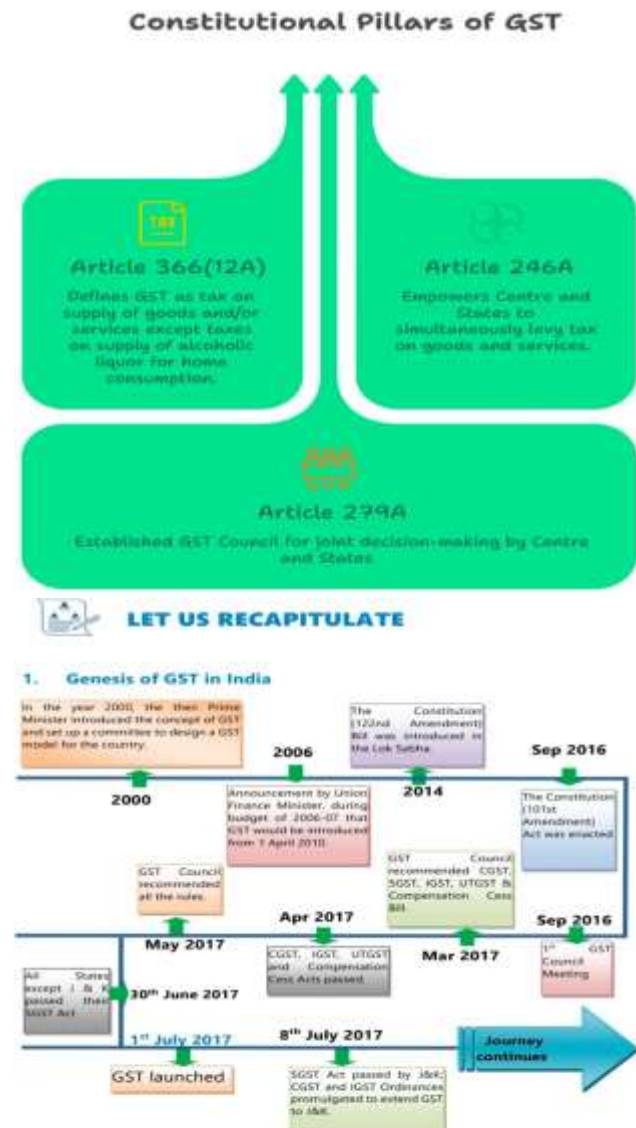 Constitutional Pillars of GST
TAX
Article 366(12A)
Defines GST as tax on
supply of goods and/or
services except taxes
on supply of alcoholic
liquor for home
consumption.
Article 246A
Empowers Centre and
States to
simultaneously levy tax
on goods and services.
Article 279A
Established GST Council for joint decision-making by Centre
and States
LET US RECAPITULATE
1. Genesis of GST in India
In the year 2000, the then Prime
Minister introduced the concept of GST
and set up a committee to design a GST
model for the country.
2000
2006
Announcement by Union
Finance Minister, during
budget of 2006-07 that
GST would be introduced
from 1 April 2010.
The Constitution
(122nd Amendment)
Bill was introduced in
the Lok Sabha.
2014
Sep 2016
The Constitution
(101st
Amendment)
Act was enacted
GST Council
recommended
all the rules.
May 2017
Apr 2017
CGST, IGST, UTGST
and Compensation
Cess Acts passed
GST Council
recommended CGST,
SGST, IGST, UTGST &
Compensation Cess
Bill
Mar 2017
Sep 2016
1st GST
Council
Meeting
All States
except J & K
passed their
SGST Act
30th June 2017
1st July 2017
GST launched
8th July 2017
SGST Act passed by J&K;
CGST and IGST Ordinances
promulgated to extend GST
to J&K.
Journey
continues